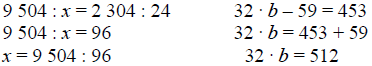 9 504 : x = 2 304 : 24 32 · b – 59 = 453
9 504 : x = 96 32 · b = 453 + 59
x = 9 504 : 96 32 · b = 512